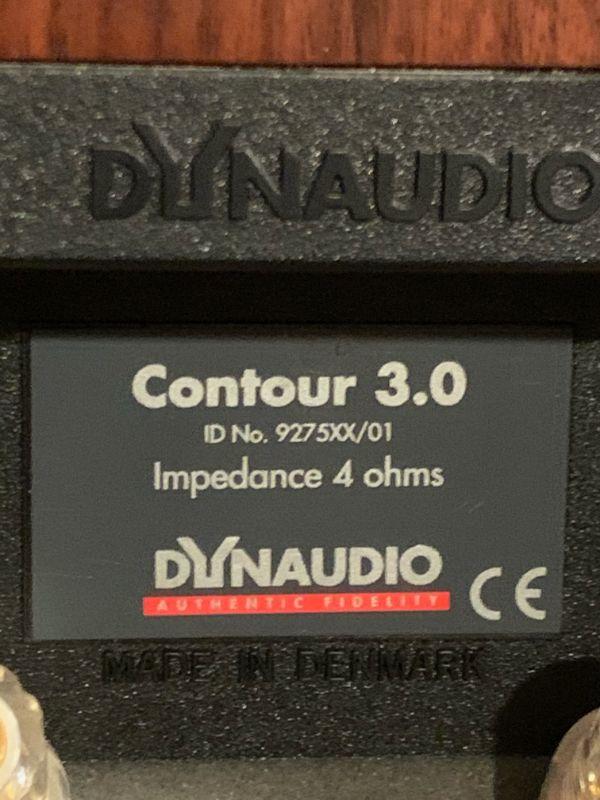 DYNAUDIO
Contour 3.0
ID No. 9275XX/01
Impedance 4 ohms
DYNAUDIO
AUTHENTIC FIDELITY
CE
MADE IN DENMARK